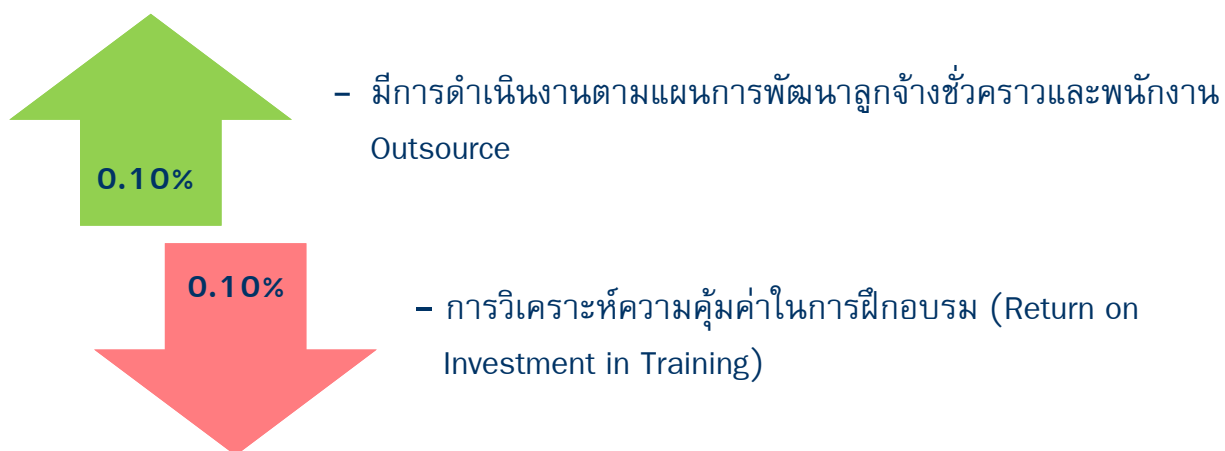 – มีการดำเนินงานตามแผนการพัฒนาลูกจ้างชั่วคราวและพนักงาน
Outsource
0.10%
0.10%
– การวิเคราะห์ความคุ้มค่าในการฝึกอบรม (Return on
Investment in Training)